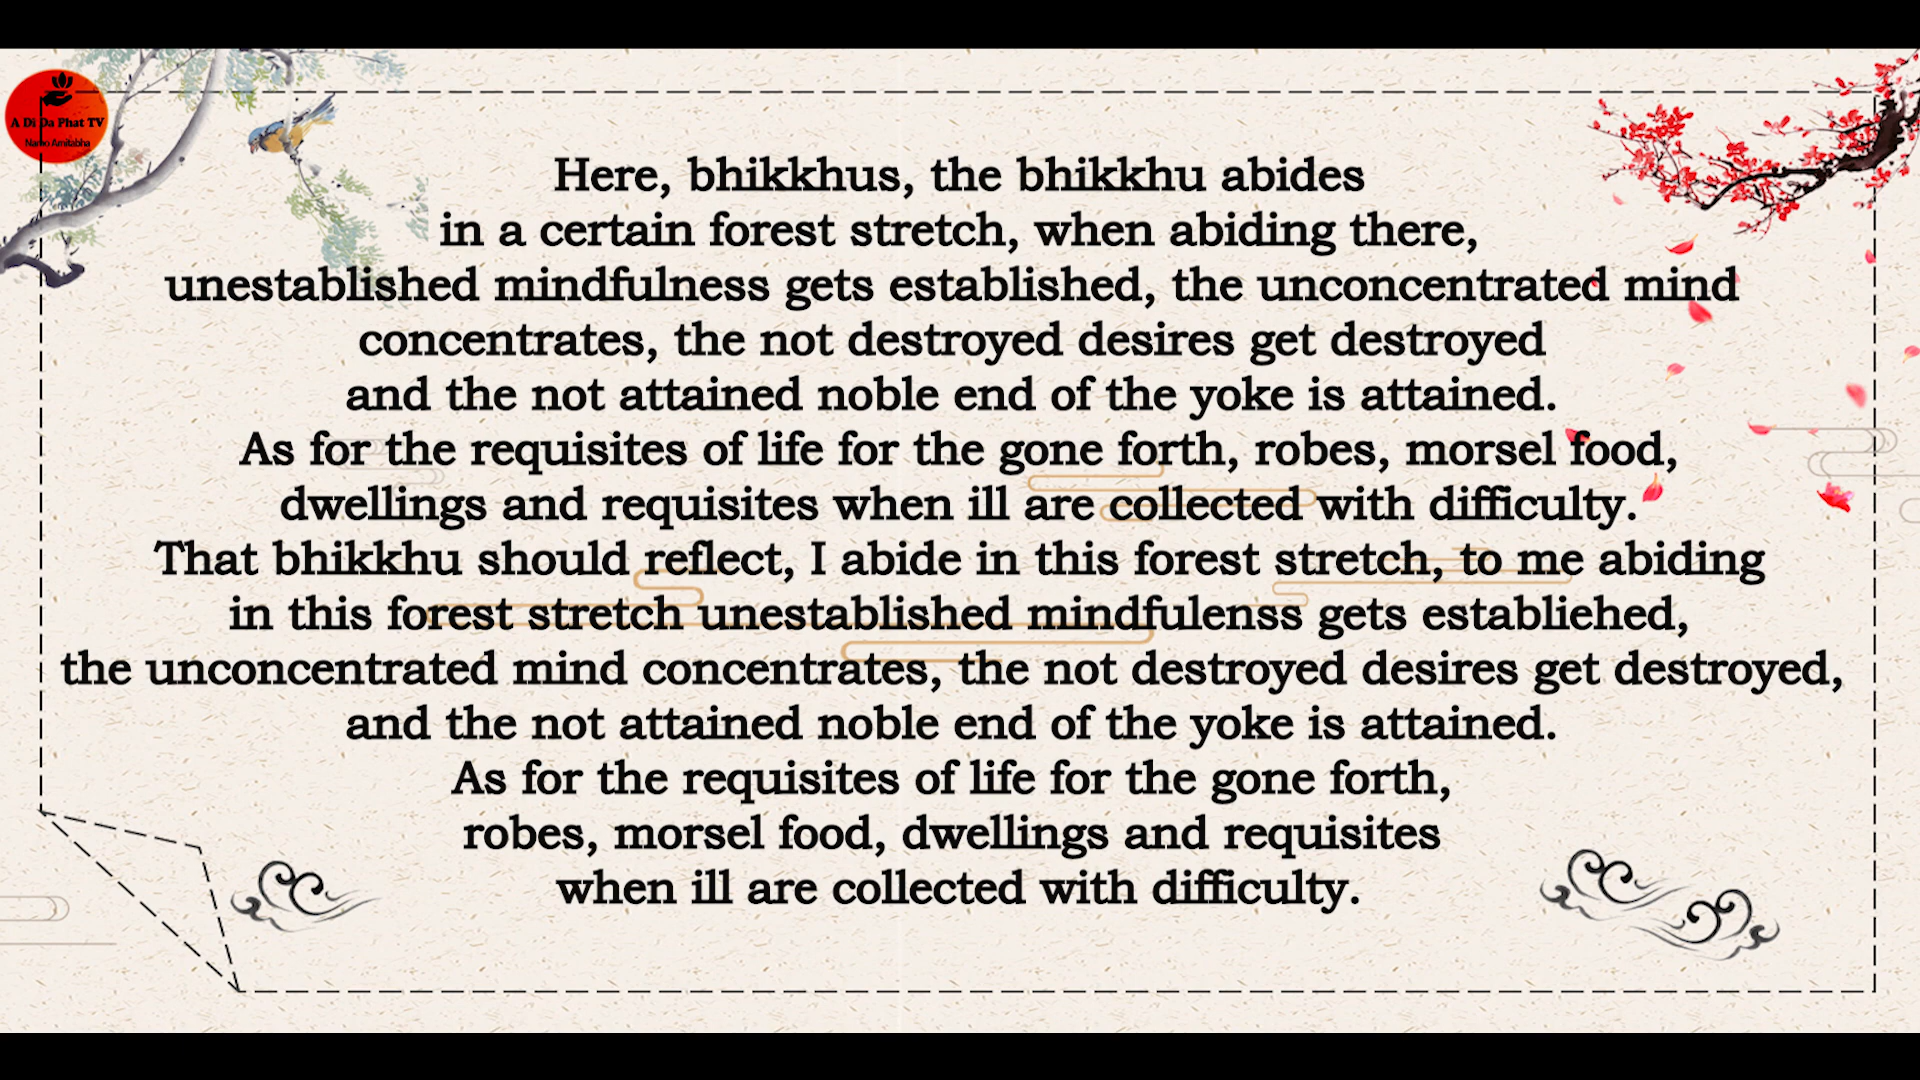 A Di Da Phat TV
Namo Amitabha
Here, bhikkhus, the bhikkhu abides
in a certain forest stretch, when abiding there,
unestablished mindfulness gets established, the unconcentrated mind
concentrates, the not destroyed desires get destroyed
and the not attained noble end of the yoke is attained.
As for the requisites of life for the gone forth, robes, morsel food,
dwellings and requisites when ill are collected with difficulty.
That bhikkhu should reflect, I abide in this forest stretch, to me abiding
in this forest stretch unestablished mindfulenss gets establiehed,
the unconcentrated mind concentrates, the not destroyed desires get destroyed,
and the not attained noble end of the yoke is attained.
As for the requisites of life for the gone forth,
robes, morsel food, dwellings and requisites
when ill are collected with difficulty.